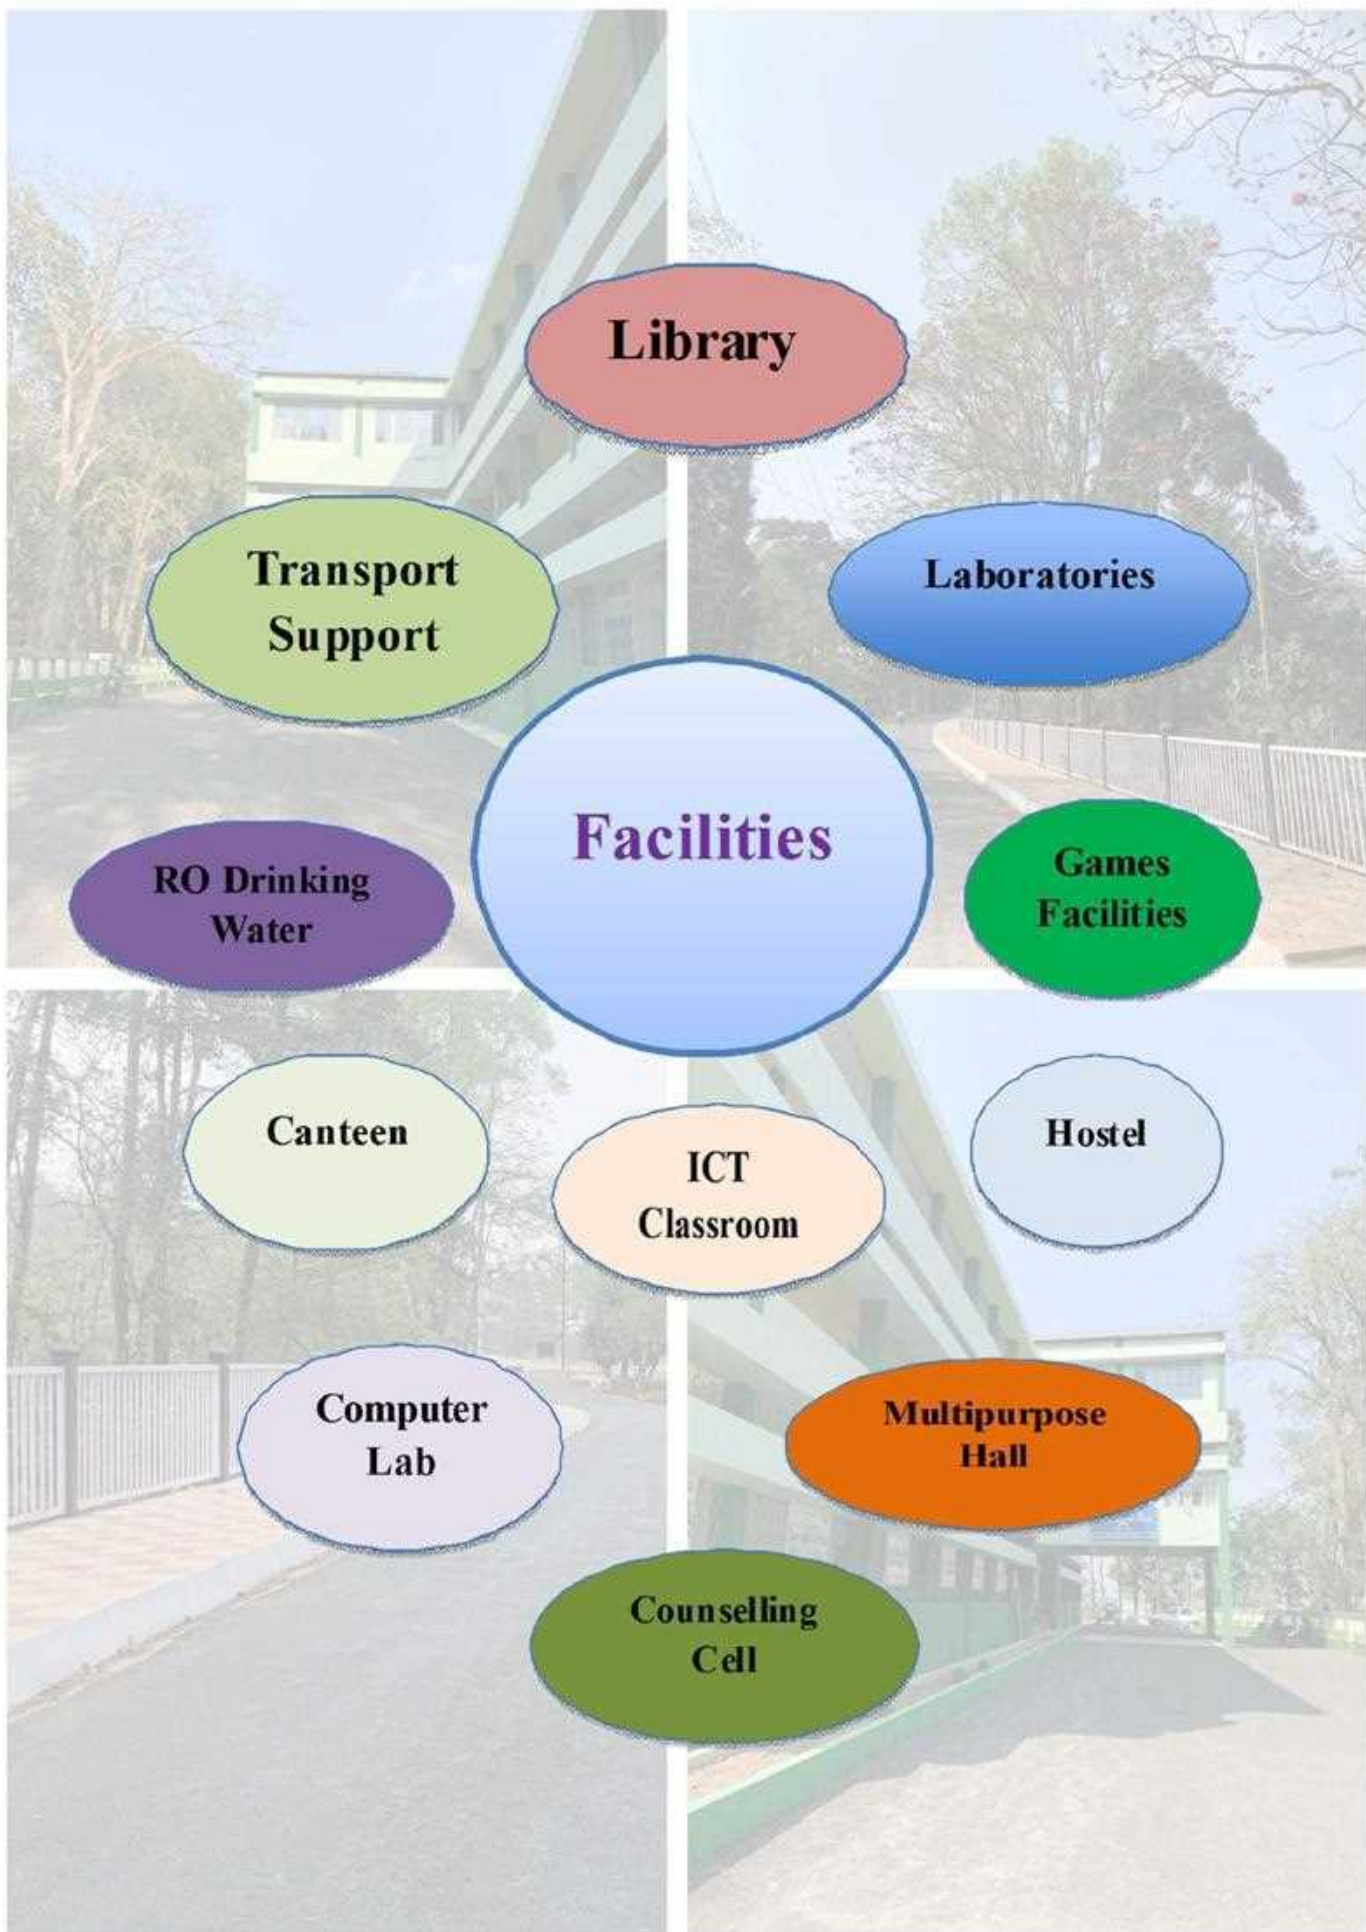 Library
Transport
Support
Laboratories
Facilities
RO Drinking
Water
Games
Facilities
Canteen
ICT
Classroom
Hostel
Computer
Lab
Multipurpose
Hall
Counselling
Cell